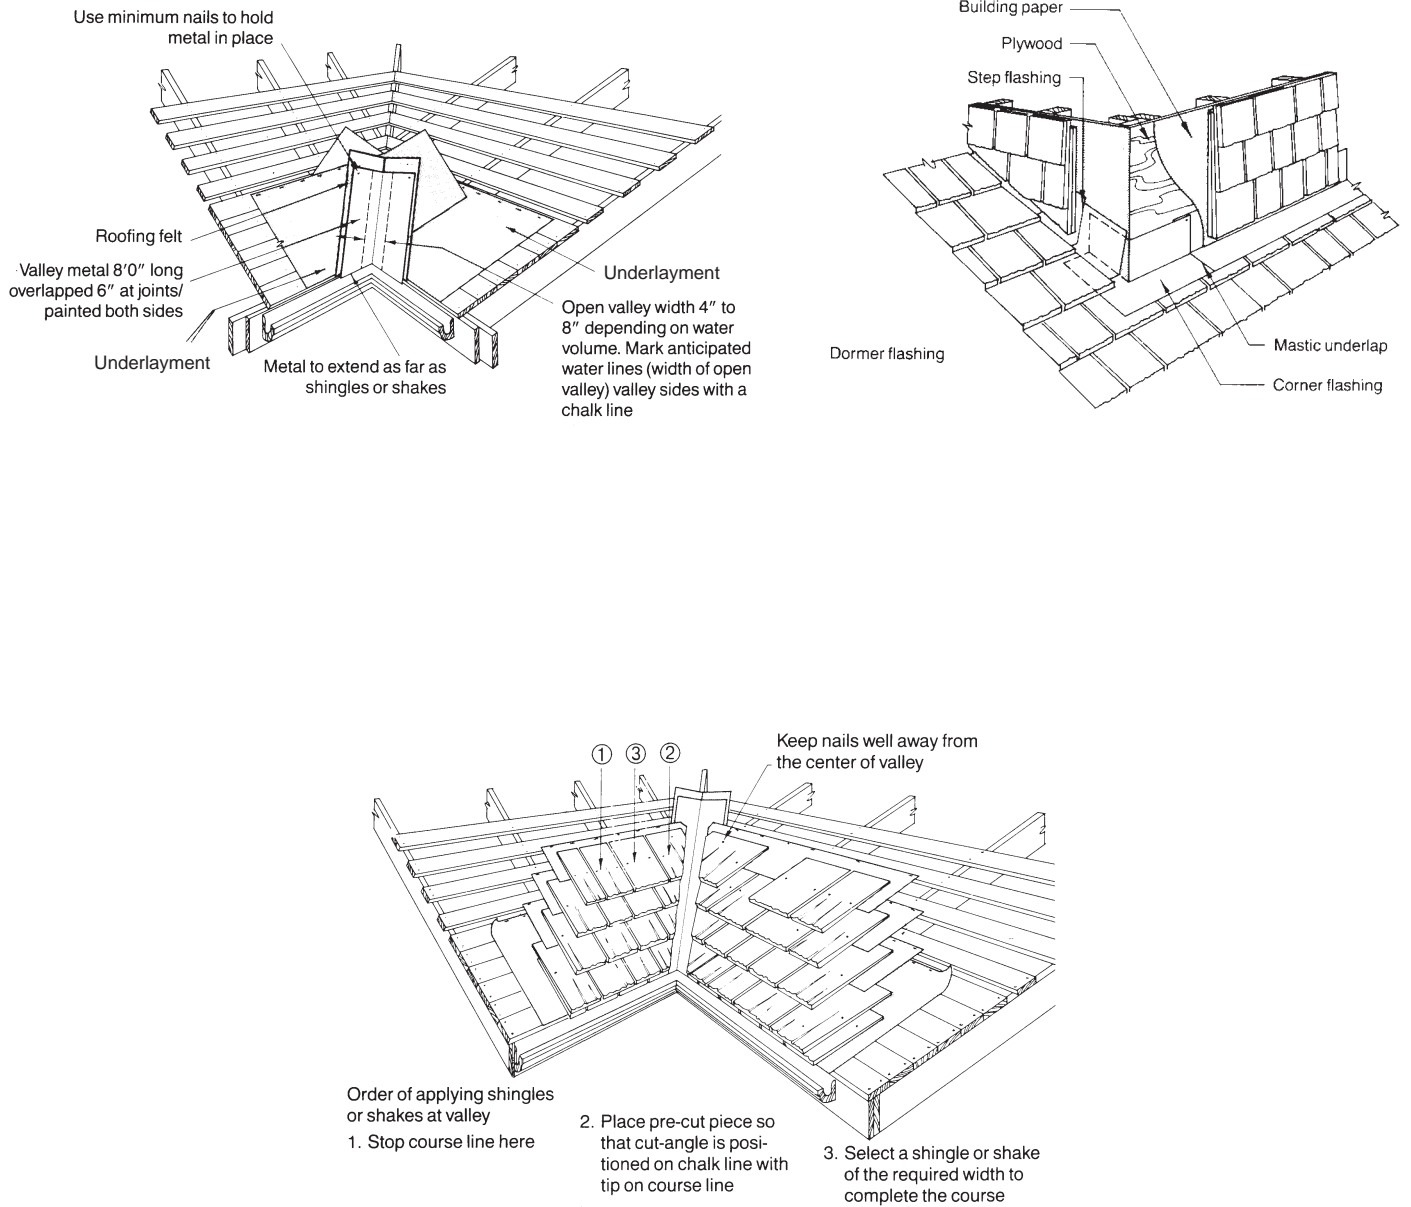 Use minimum nails to hold
metal in place
Roofing felt
Valley metal 8'0" long
overlapped 6" at joints/
painted both sides
Underlayment
Metal to extend as far as
shingles or shakes
Underlayment
Open valley width 4" to
8" depending on water
volume. Mark anticipated
water lines (width of open
valley) valley sides with a
chalk line
Building paper
Plywood
Step flashing
Dormer flashing
Mastic underlap
Corner flashing
1 3 2
Keep nails well away from
the center of valley
Order of applying shingles
or shakes at valley
1. Stop course line here
2. Place pre-cut piece so
that cut-angle is posi-
tioned on chalk line with
tip on course line
3. Select a shingle or shake
of the required width to
complete the course